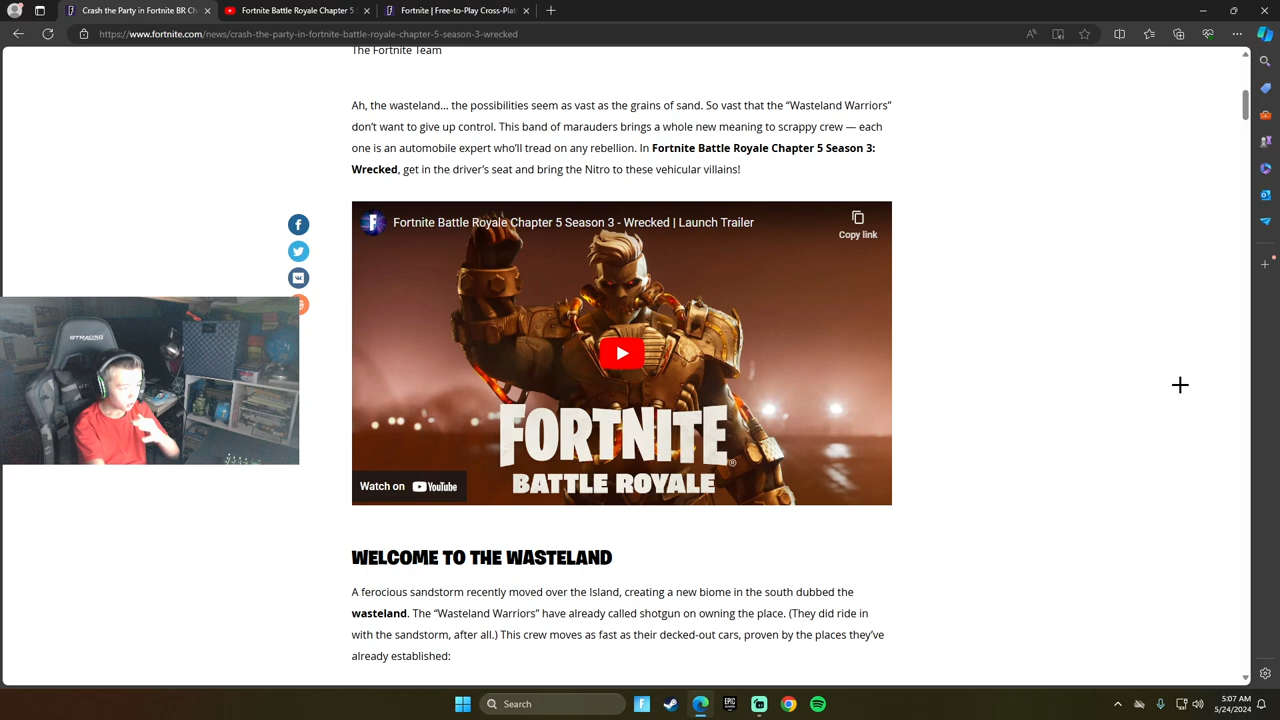 Crash the Party in Fortnite BR Ch
Fortnite Battle Royale Chapter 5
Fortnite | Free-to-Play Cross-Plat
https://www.fortnite.com/news/crash-the-party-in-fortnite-battle-royale-chapter-5-season-3-wrecked
The Fortnite Team
Ah, the wasteland… the possibilities seem as vast as the grains of sand. So vast that the “Wasteland Warriors”
don’t want to give up control. This band of marauders brings a whole new meaning to scrappy crew — each
one is an automobile expert who’ll tread on any rebellion. In Fortnite Battle Royale Chapter 5 Season 3:
Wrecked, get in the driver’s seat and bring the Nitro to these vehicular villains!
Fortnite Battle Royale Chapter 5 Season 3 - Wrecked | Launch Trailer
Copy link
GTRACING
FORTNITE
BATTLE ROYALE
Watch on YouTube
WELCOME TO THE WASTELAND
A ferocious sandstorm recently moved over the Island, creating a new biome in the south dubbed the
wasteland. The “Wasteland Warriors” have already called shotgun on owning the place. (They did ride in
with the sandstorm, after all.) This crew moves as fast as their decked-out cars, proven by the places they’ve
already established:
Search
EPIC
5:07 AM
5/24/2024